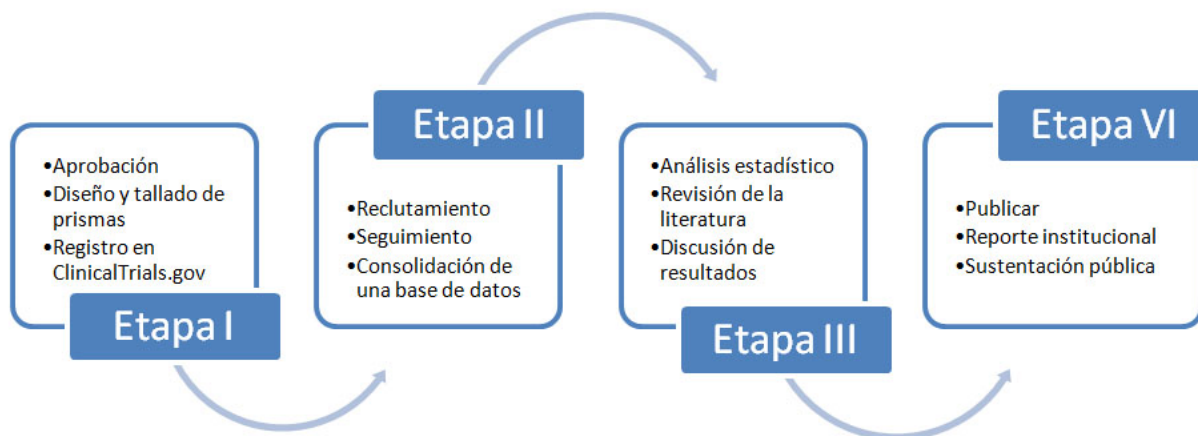 •Aprobación
•Diseño y tallado de
prismas
•Registro en
ClinicalTrials.gov
Etapa I
Etapa II
•Reclutamiento
•Seguimiento
•Consolidación de
una base de datos
•Análisis estadístico
•Revisión de la
literatura
•Discusión de
resultados
Etapa III
Etapa VI
•Publicar
•Reporte institucional
•Sustentación pública